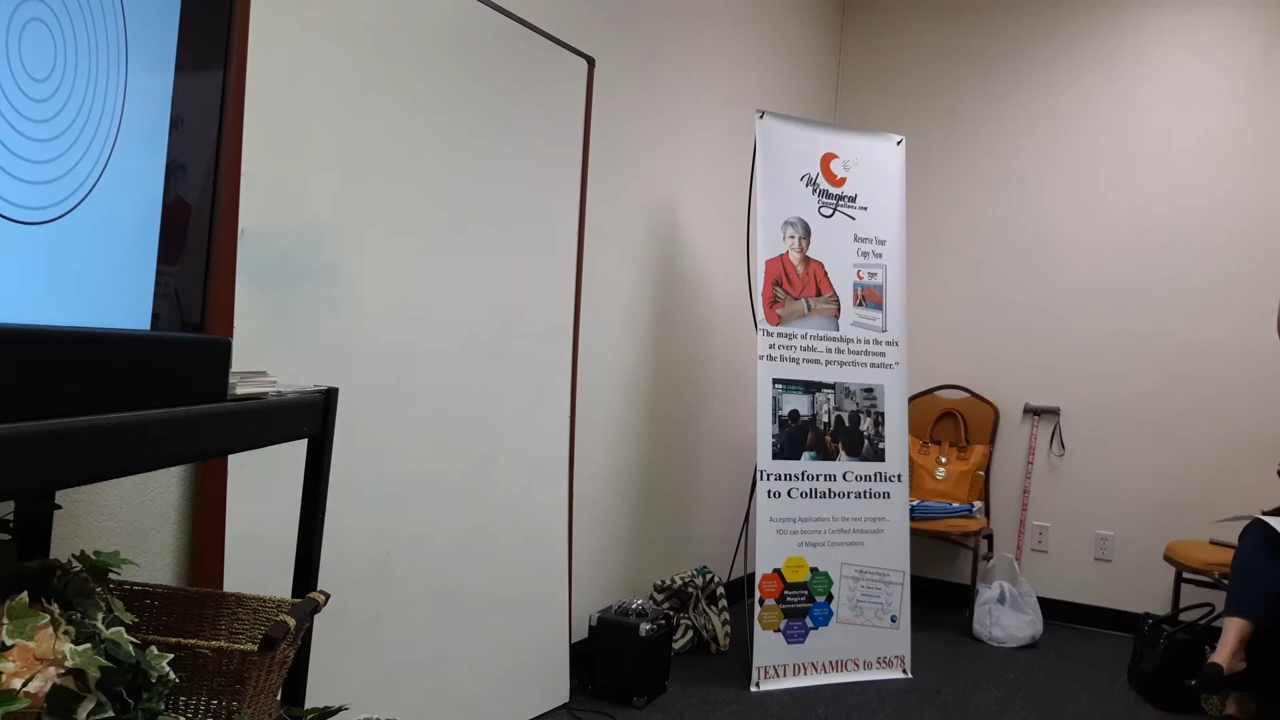 Magical
Conversations.com
Reserve Your
Copy Now
"The magic of relationships is in the mix
at every table... in the boardroom
or the living room, perspectives matter."
Transform Conflict
to Collaboration
Accepting Applications for the next program...
YOU can become a Certified Ambassador
of Magical Conversations
Mastering
Magical
Conversations
TEXT DYNAMICS to 55678